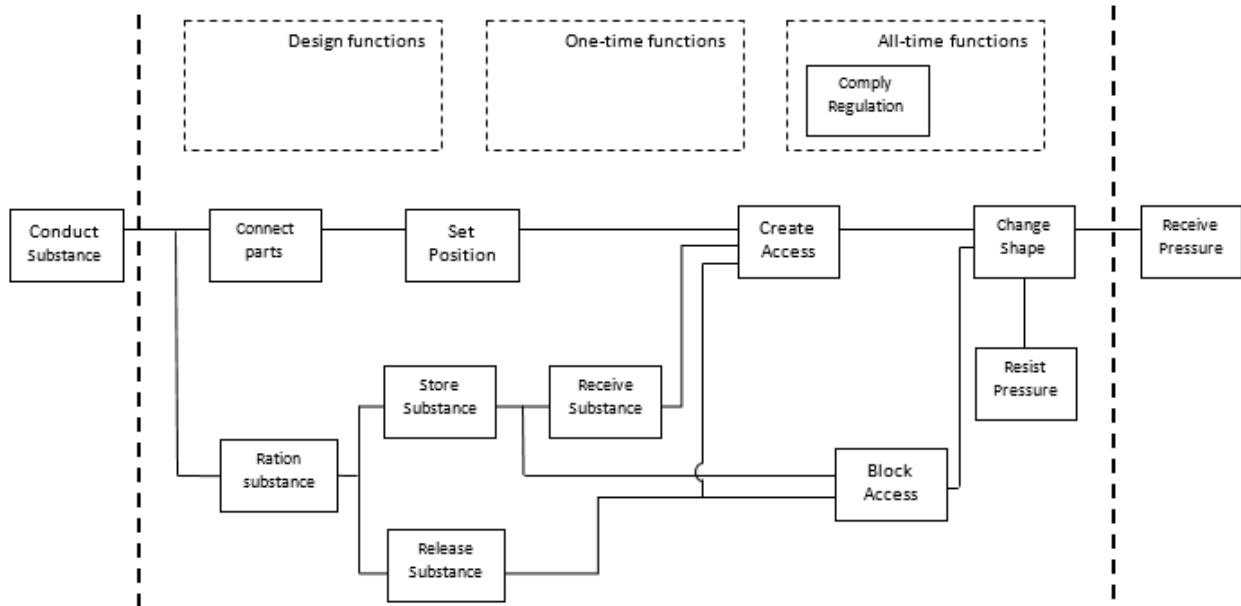 Design functions
One-time functions
All-time functions
Comply
Regulation
Conduct
Substance
Connect
parts
Set
Position
Create
Access
Change
Shape
Receive
Pressure
Store
Substance
Receive
Substance
Resist
Pressure
Ration
substance
Block
Access
Release
Substance